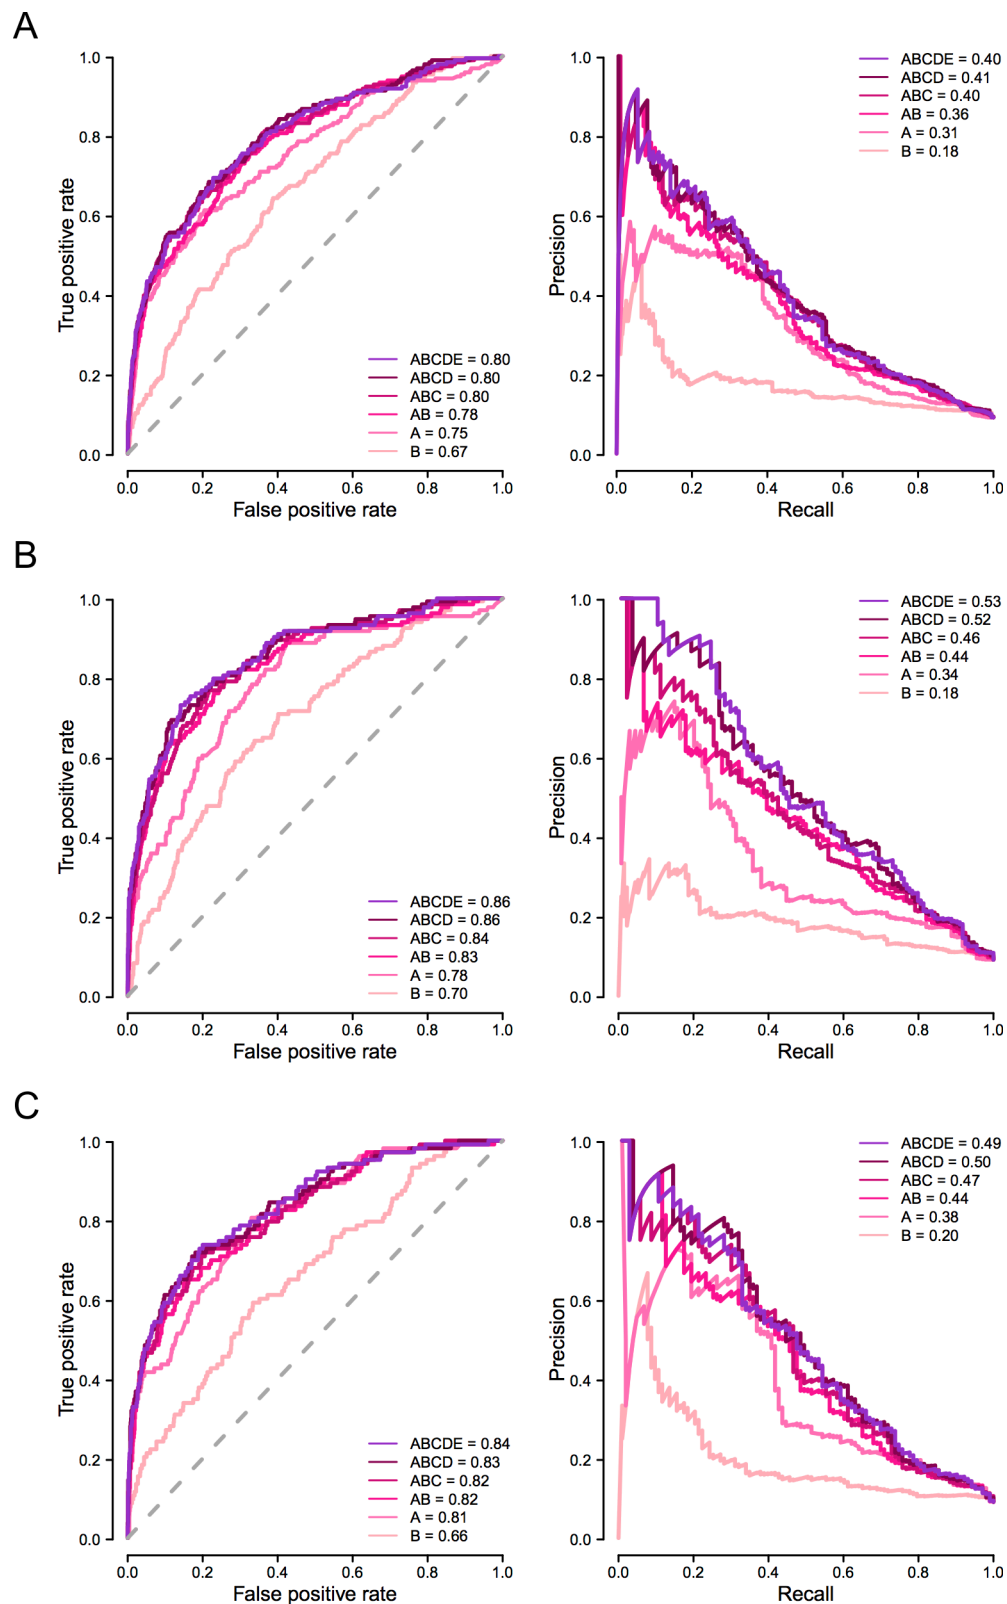 A
1.0
0.8
0.6
0.4
0.2
0.0
True positive rate
0.0 0.2 0.4 0.6 0.8 1.0
False positive rate
ABCDE = 0.80
ABCD = 0.80
ABC = 0.80
AB = 0.78
A = 0.75
B = 0.67
1.0
0.8
0.6
0.4
0.2
0.0
Precision
0.0 0.2 0.4 0.6 0.8 1.0
Recall
ABCDE = 0.40
ABCD = 0.41
ABC = 0.40
AB = 0.36
A = 0.31
B = 0.18
B
1.0
0.8
0.6
0.4
0.2
0.0
True positive rate
0.0 0.2 0.4 0.6 0.8 1.0
False positive rate
ABCDE = 0.86
ABCD = 0.86
ABC = 0.84
AB = 0.83
A = 0.78
B = 0.70
1.0
0.8
0.6
0.4
0.2
0.0
Precision
0.0 0.2 0.4 0.6 0.8 1.0
Recall
ABCDE = 0.53
ABCD = 0.52
ABC = 0.46
AB = 0.44
A = 0.34
B = 0.18
C
1.0
0.8
0.6
0.4
0.2
0.0
True positive rate
0.0 0.2 0.4 0.6 0.8 1.0
False positive rate
ABCDE = 0.84
ABCD = 0.83
ABC = 0.82
AB = 0.82
A = 0.81
B = 0.66
1.0
0.8
0.6
0.4
0.2
0.0
Precision
0.0 0.2 0.4 0.6 0.8 1.0
Recall
ABCDE = 0.49
ABCD = 0.50
ABC = 0.47
AB = 0.44
A = 0.38
B = 0.20